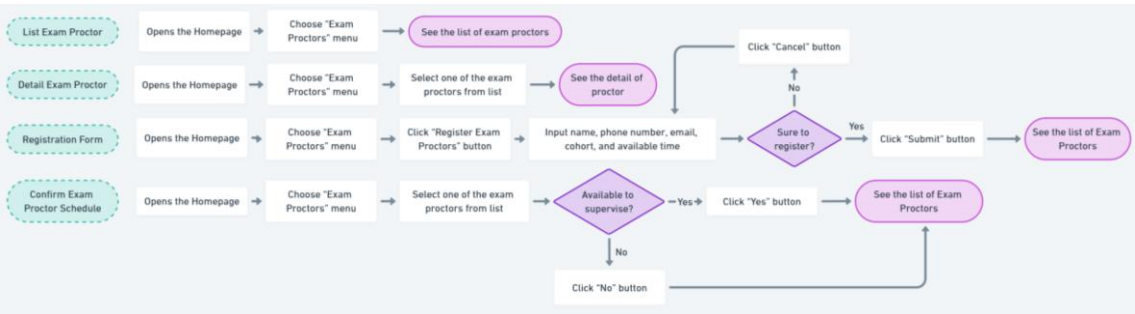 List Exam Proctor
Opens the Homepage
Choose "Exam
Proctors" menu
See the list of exam proctors
Detail Exam Proctor
Opens the Homepage
Choose "Exam
Proctors" menu
Select one of the exam
proctors from list
See the detail of
proctor
Click "Cancel" button
No
Registration Form
Opens the Homepage
Choose "Exam
Proctors" menu
Click "Register Exam
Proctors" button
Input name, phone number, email,
cohort, and available time
Sure to
register?
Yes
Click "Submit" button
See the list of Exam
Proctors
Confirm Exam
Proctor Schedule
Opens the Homepage
Choose "Exam
Proctors" menu
Select one of the exam
proctors from list
Available to
supervise?
Yes
Click "Yes" button
See the list of Exam
Proctors
No
Click "No" button